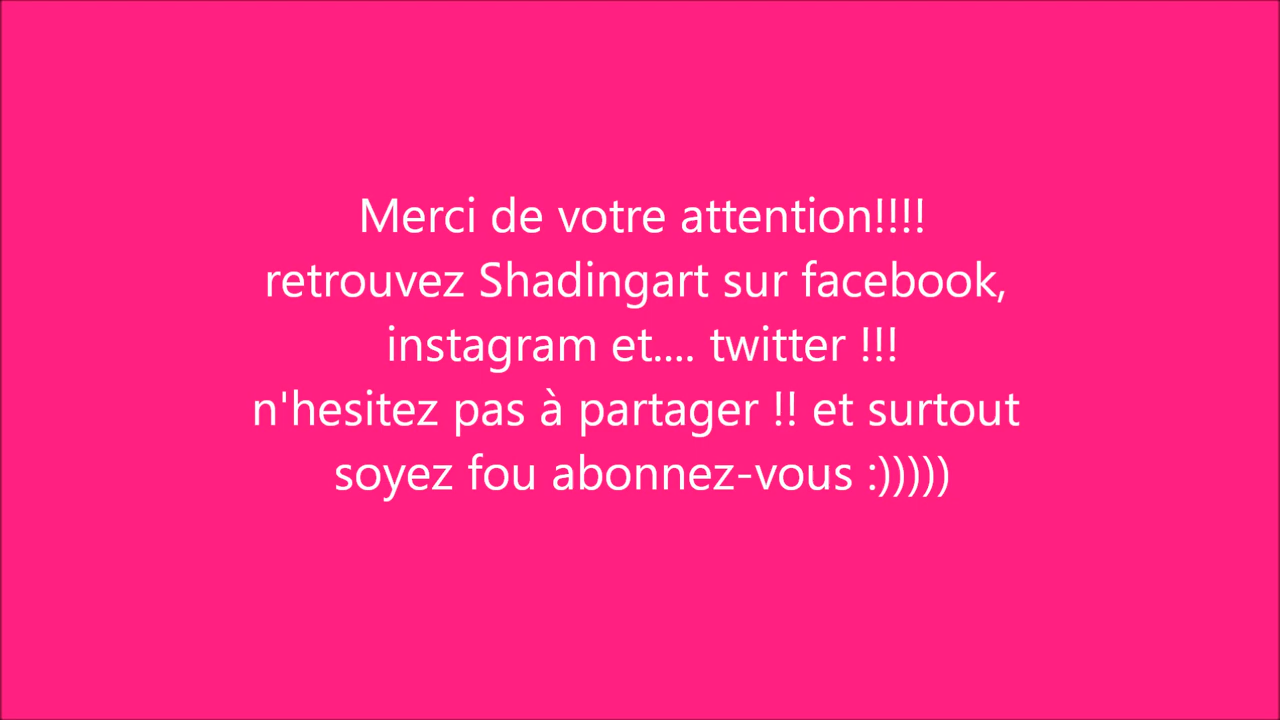 Merci de votre attention!!!!
retrouvez Shadingart sur facebook,
instagram et.... twitter !!!
n'hesitez pas à partager !! et surtout
soyez fou abonnez-vous :)))))